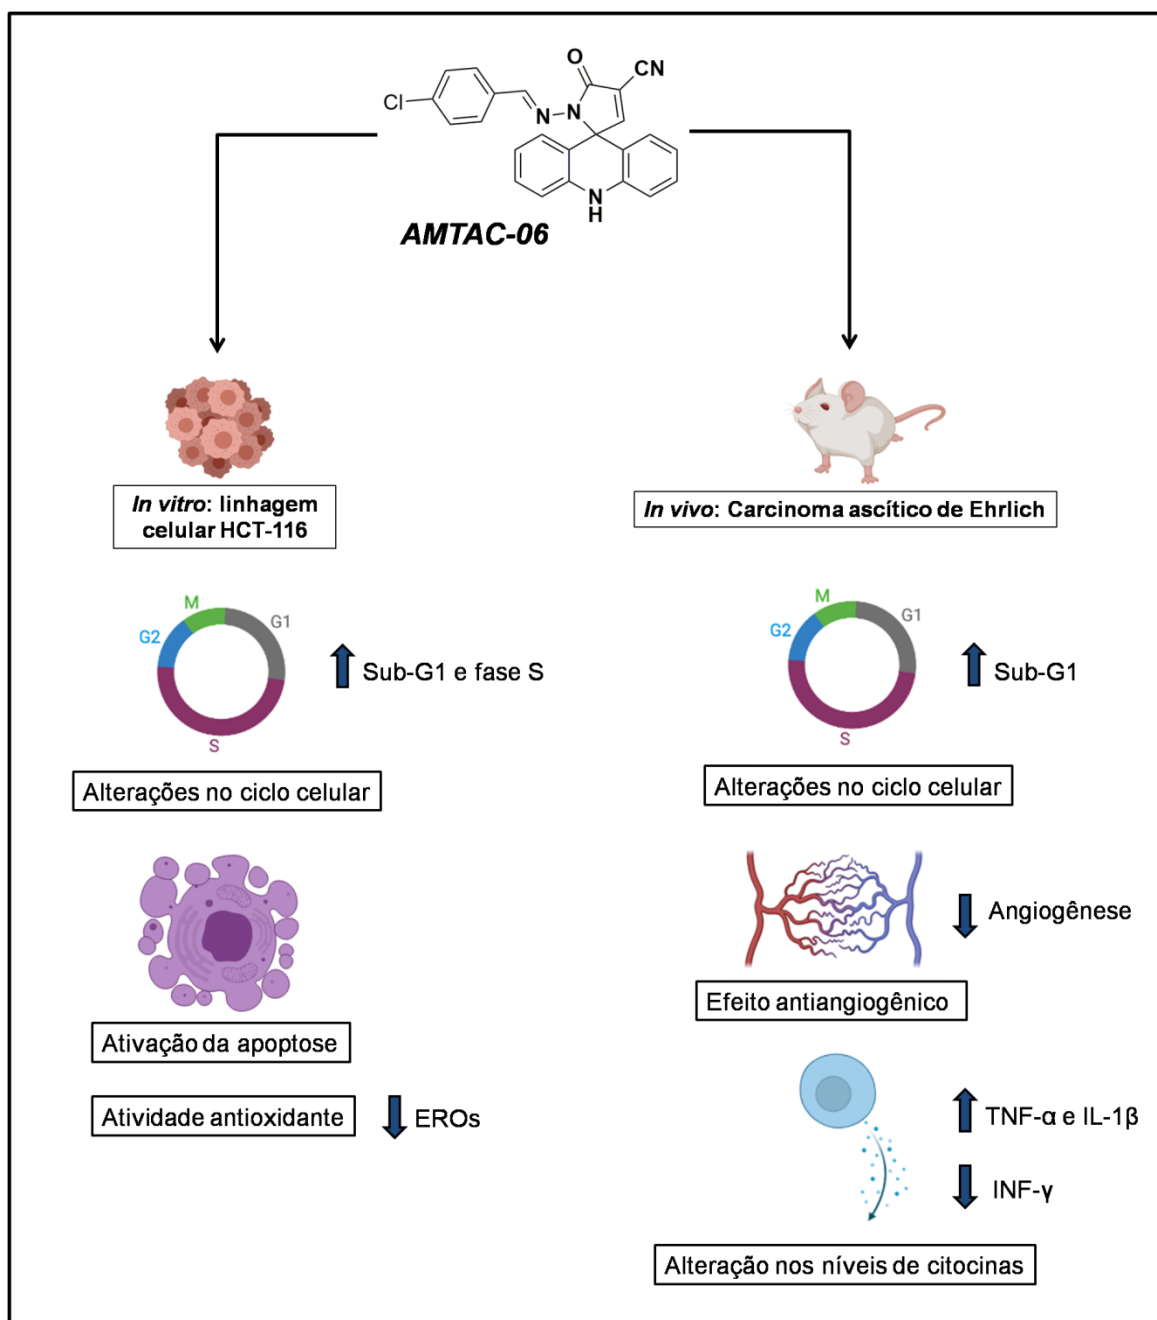 O
CN
Cl
N
N
N
H
AMTAC-06
In vitro: linhagem
celular HCT-116
M
G1
G2
S
Sub-G1 e fase S
Alterações no ciclo celular
Ativação da apoptose
Atividade antioxidante
EROs
In vivo: Carcinoma ascítico de Ehrlich
M
G1
G2
S
Sub-G1
Alterações no ciclo celular
Angiogênese
Efeito antiangiogênico
TNF-α e IL-1β
INF-γ
Alteração nos níveis de citocinas